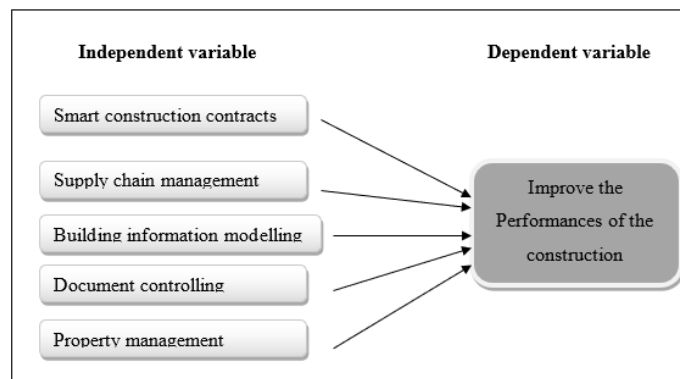 Independent variable
Dependent variable
Smart construction contracts
Supply chain management
Building information modelling
Document controlling
Property management
Improve the
Performances of the
construction